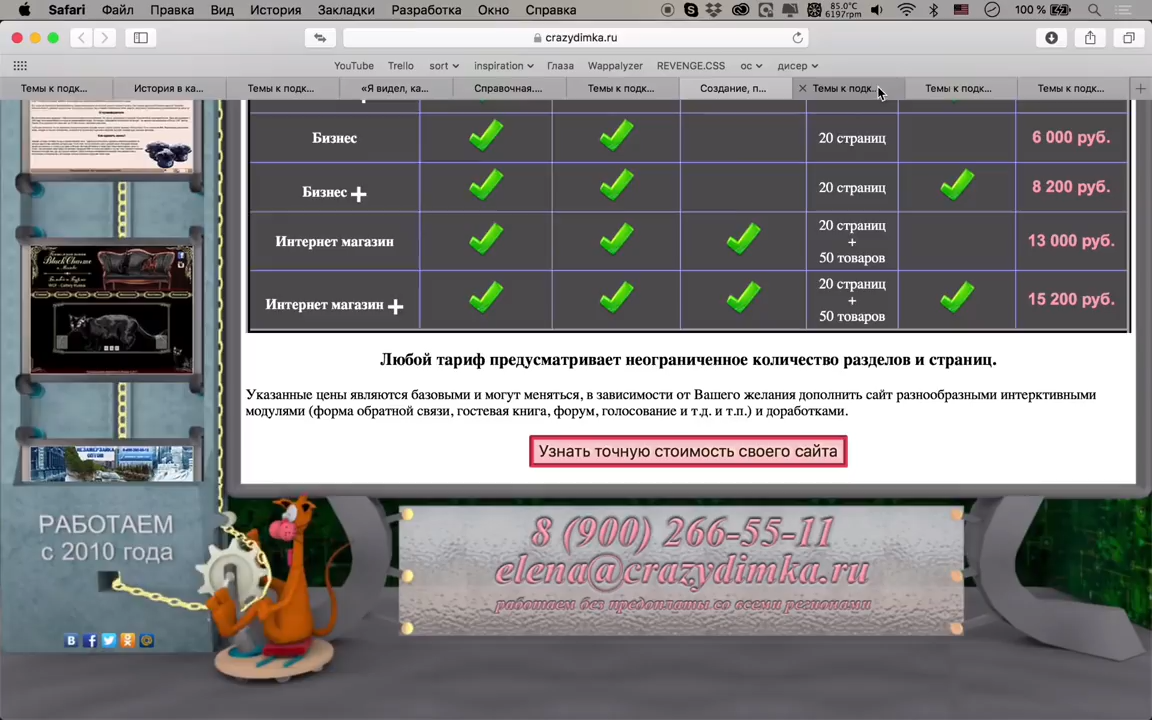 Safari Файл Правка Вид История Закладки Разработка Окно Справка 85.0°C 6197rpm 100 %
crazydimka.ru
YouTube Trello sort inspiration Глаза Wappalyzer REVENGE.CSS ос дисер
Темы к подк... История в ка... Темы к подк... «Я видел, ка... Справочная.... Темы к подк... Создание, п... Темы к подк... Темы к подк... Темы к подк...
Бизнес 20 страниц 6 000 руб.
Бизнес + 20 страниц 8 200 руб.
Интернет магазин 20 страниц + 50 товаров 13 000 руб.
Интернет магазин + 20 страниц + 50 товаров 15 200 руб.
Любой тариф предусматривает неограниченное количество разделов и страниц.
Указанные цены являются базовыми и могут меняться, в зависимости от Вашего желания дополнить сайт разнообразными интерктивными
модулями (форма обратной связи, гостевая книга, форум, голосование и т.д. и т.п.) и доработками.
Узнать точную стоимость своего сайта
РАБОТАЕМ
с 2010 года
8 (900) 266-55-11
elena@crazydimka.ru
работаем без предоплаты со всеми регионами